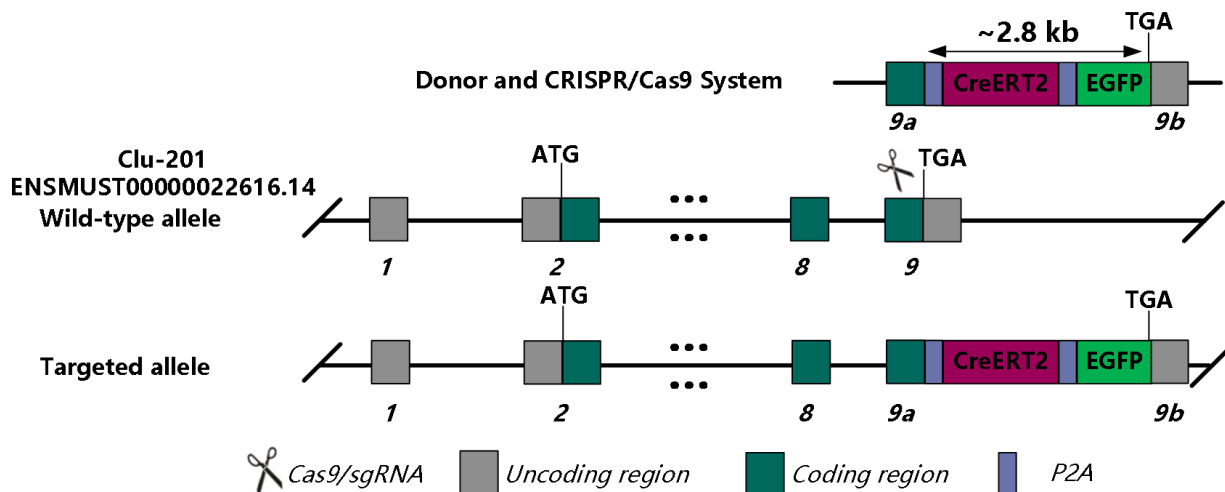 TGA
~2.8 kb
Donor and CRISPR/Cas9 System
CreERT2 EGFP
9a 9b
Clu-201
ENSMUST00000022616.14
Wild-type allele
ATG TGA
1 2 8 9
ATG TGA
Targeted allele
CreERT2 EGFP
1 2 8 9a 9b
Cas9/sgRNA Uncoding region Coding region P2A